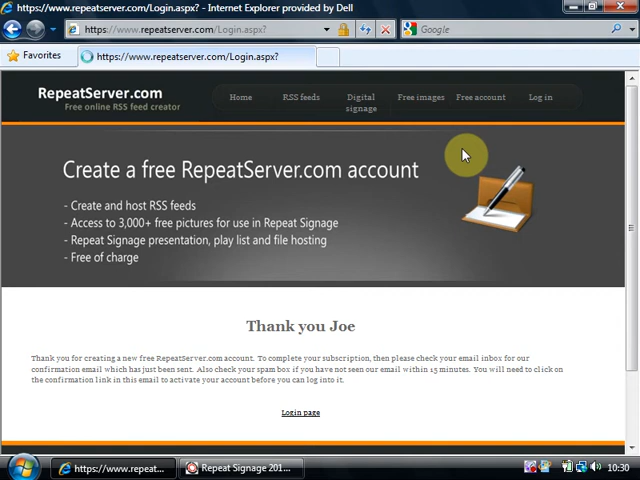 https://www.repeatserver.com/Login.aspx? - Internet Explorer provided by Dell
https://www.repeatserver.com/Login.aspx?
Google
Favorites
https://www.repeatserver.com/Login.aspx?
RepeatServer.com
Free online RSS feed creator
Home
RSS feeds
Digital signage
Free images
Free account
Log in
Create a free RepeatServer.com account
- Create and host RSS feeds
- Access to 3,000+ free pictures for use in Repeat Signage
- Repeat Signage presentation, play list and file hosting
- Free of charge
Thank you Joe
Thank you for creating a new free RepeatServer.com account. To complete your subscription, then please check your email inbox for our
confirmation email which has just been sent. Also check your spam box if you have not seen our email within 15 minutes. You will need to click on
the confirmation link in this email to activate your account before you can log into it.
Login page
https://www.repeat...
Repeat Signage 201...
10:30